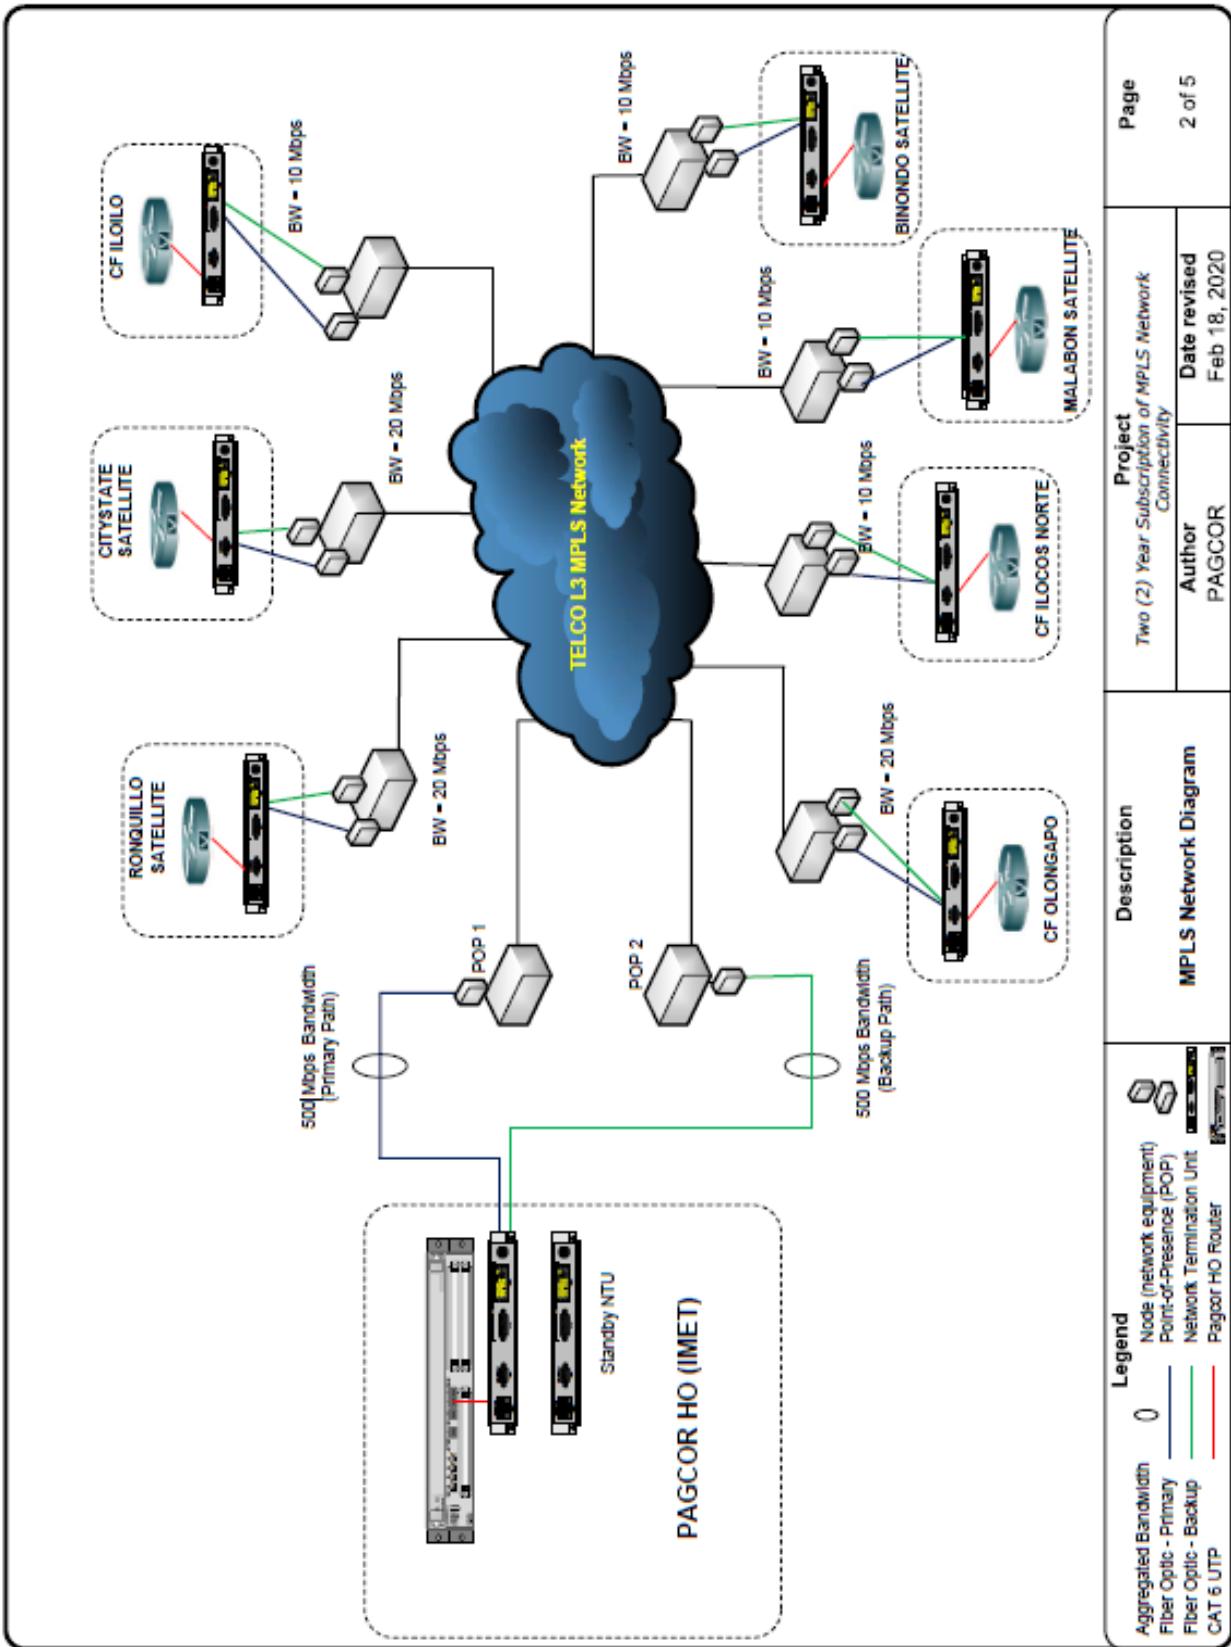 RONQUILLO
SATELLITE
BW = 20 Mbps
CITYSTATE
SATELLITE
BW = 20 Mbps
CF ILOILO
BW = 10 Mbps
500 Mbps Bandwidth
(Primary Path)
POP 1
TELCO L3 MPLS Network
POP 2
500 Mbps Bandwidth
(Backup Path)
Standby NTU
PAGCOR HO (IMET)
BW = 20 Mbps
CF OLONGAPO
BW = 10 Mbps
CF ILOCOS NORTE
BW = 10 Mbps
MALABON SATELLITE
BW = 10 Mbps
BINONDO SATELLITE
Legend
Aggregated Bandwidth
Node (network equipment)
Fiber Optic - Primary
Point-of-Presence (POP)
Fiber Optic - Backup
Network Termination Unit
CAT 6 UTP
Pagcor HO Router
Description
MPLS Network Diagram
Project
Two (2) Year Subscription of MPLS Network
Connectivity
Author
PAGCOR
Date revised
Feb 18, 2020
Page
2 of 5